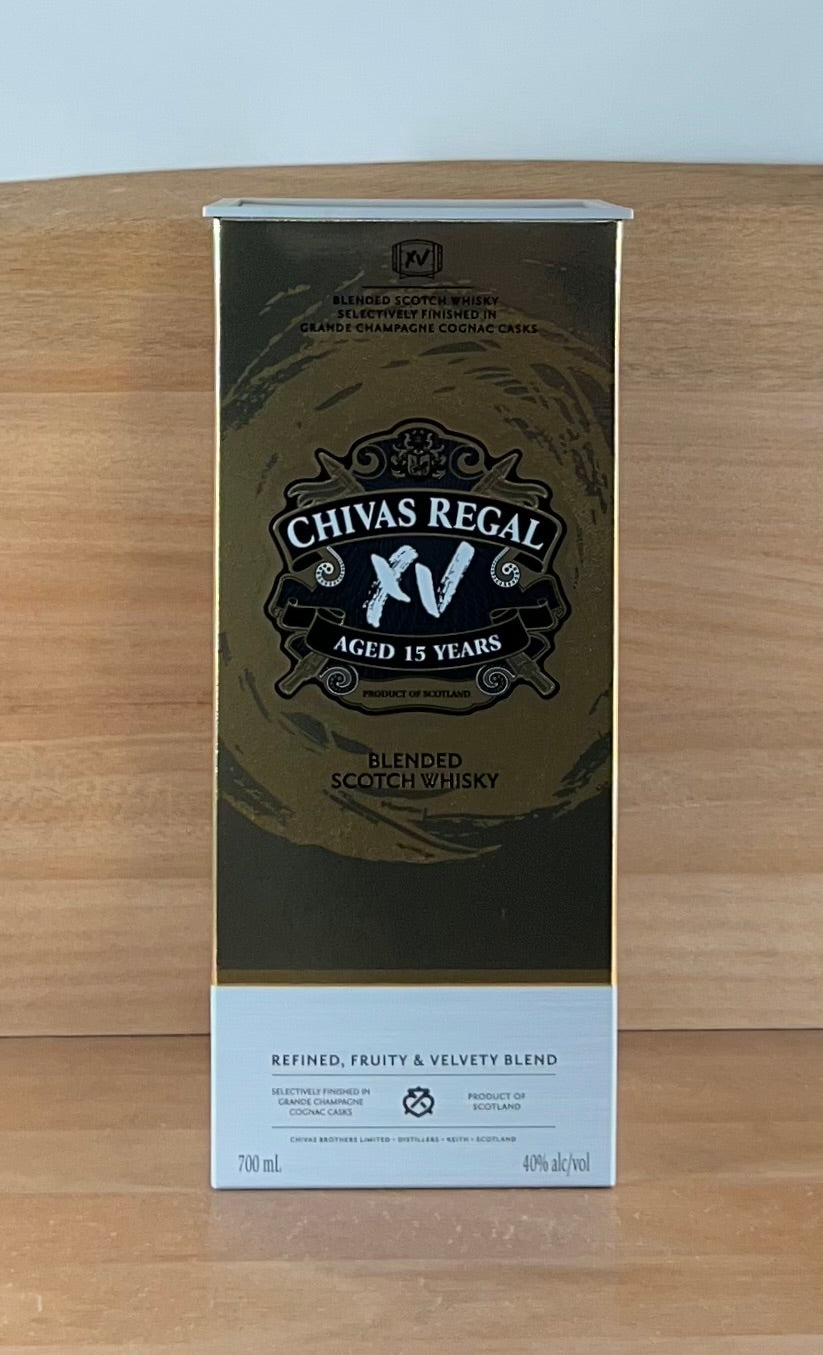 XV
BLENDED SCOTCH WHISKY
SELECTIVELY FINISHED IN
GRANDE CHAMPAGNE COGNAC CASKS
CHIVAS REGAL
XV
AGED 15 YEARS
PRODUCT OF SCOTLAND
BLENDED
SCOTCH WHISKY
REFINED, FRUITY & VELVETY BLEND
SELECTIVELY FINISHED IN
GRANDE CHAMPAGNE
COGNAC CASKS
PRODUCT OF
SCOTLAND
CHIVAS BROTHERS LIMITED • DISTILLERS • KEITH • SCOTLAND
700 mL
40% alc/vol